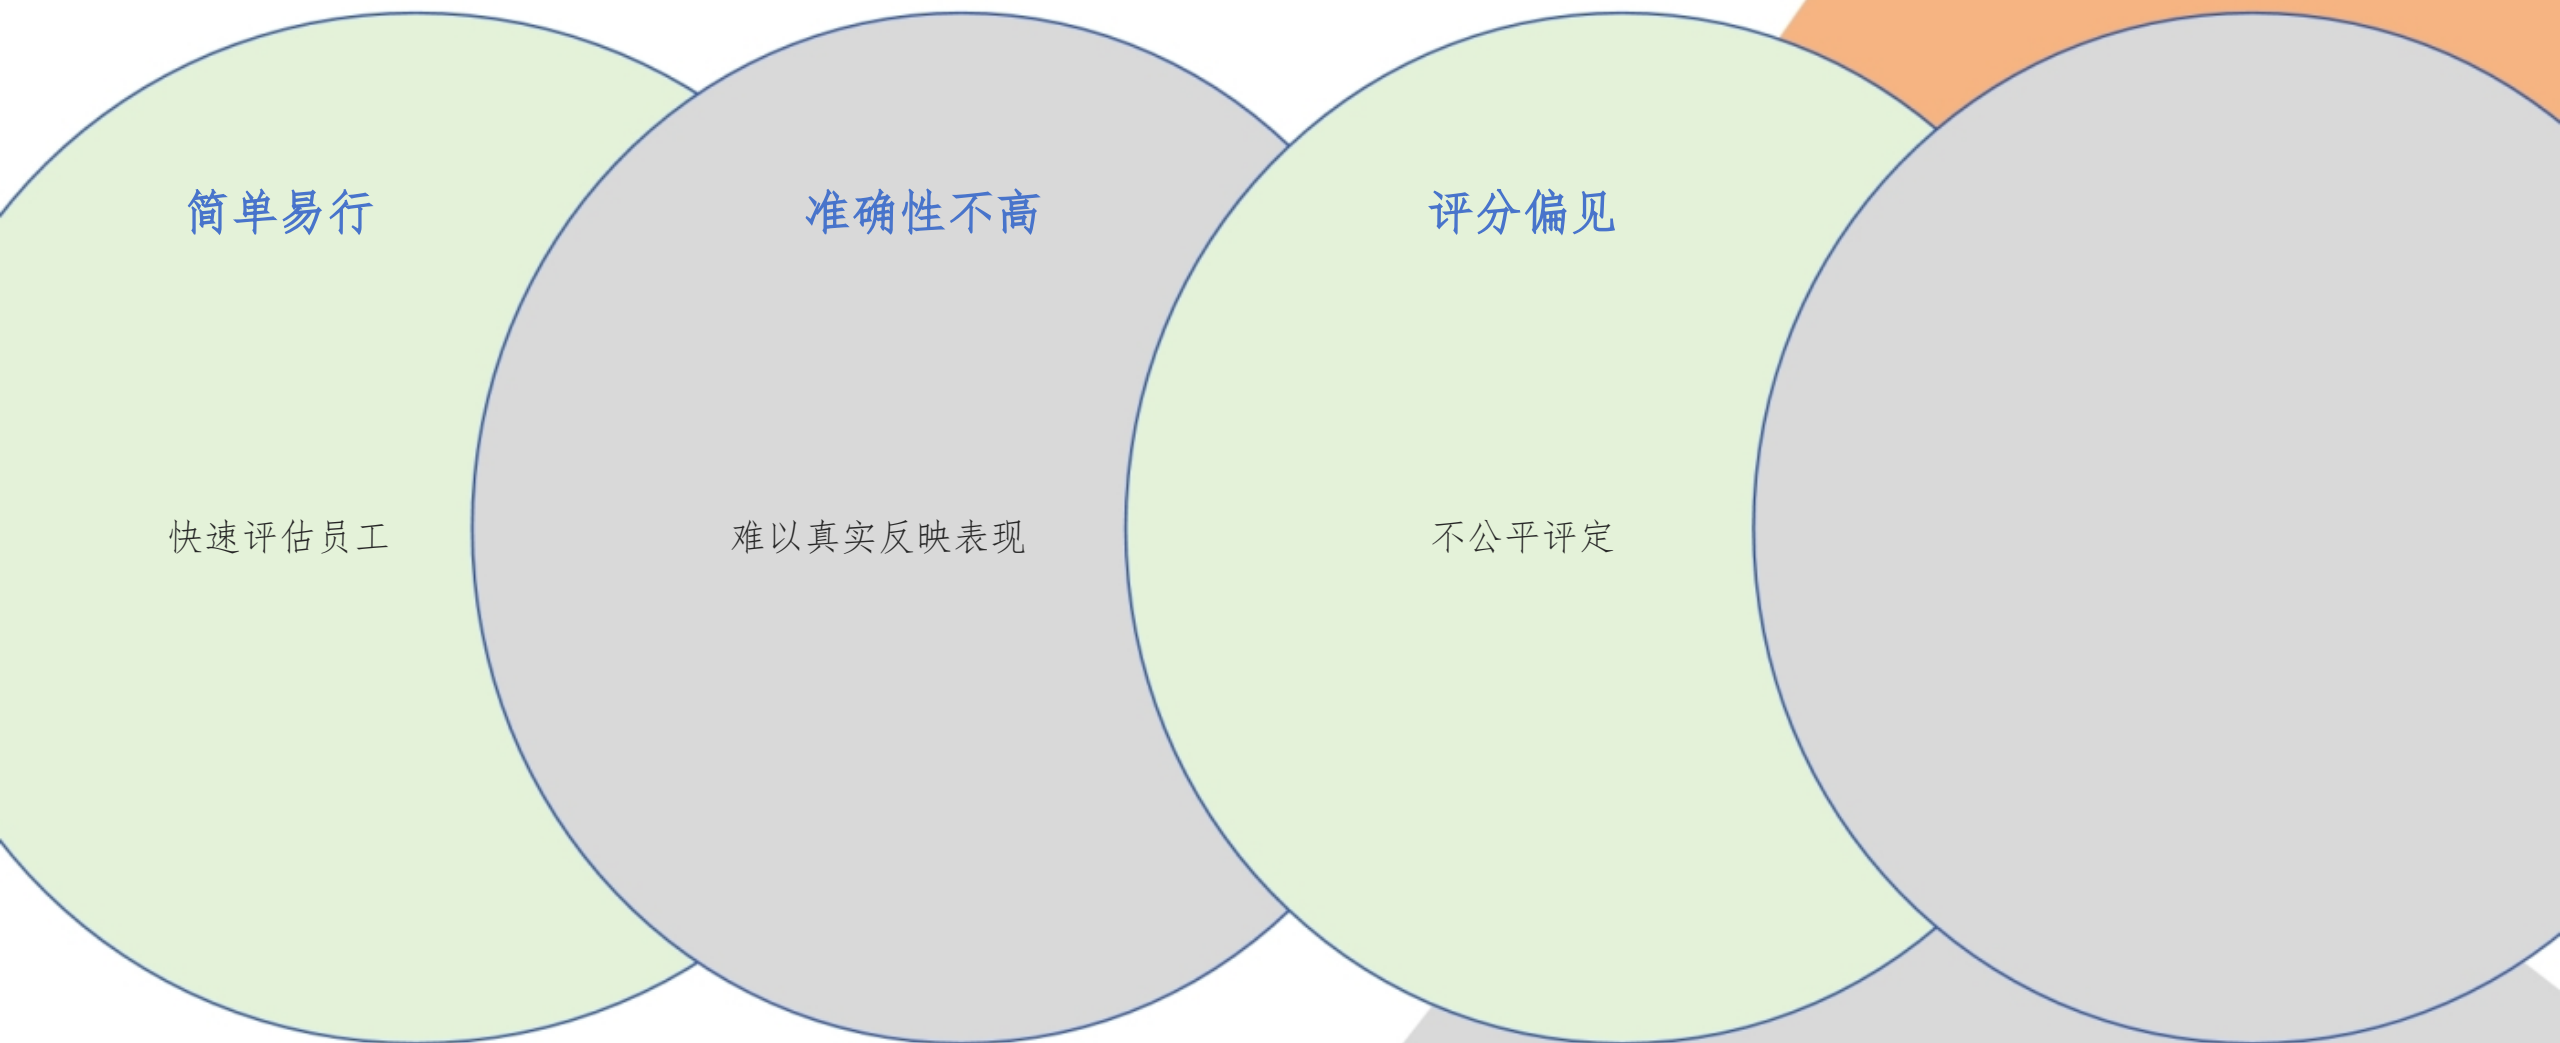 简单易行
快速评估员工
准确性不高
难以真实反映表现
评分偏见
不公平评定